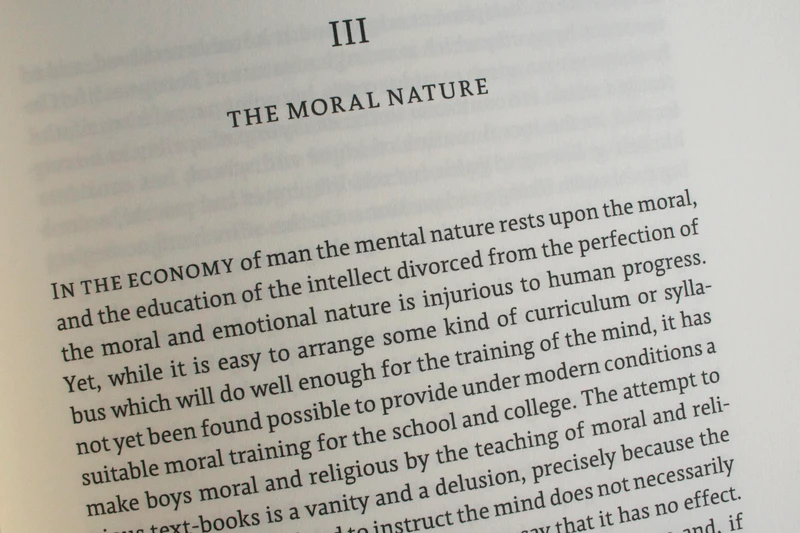 III
THE MORAL NATURE
IN THE ECONOMY of man the mental nature rests upon the moral,
and the education of the intellect divorced from the perfection of
the moral and emotional nature is injurious to human progress.
Yet, while it is easy to arrange some kind of curriculum or sylla-
bus which will do well enough for the training of the mind, it has
not yet been found possible to provide under modern conditions a
suitable moral training for the school and college. The attempt to
make boys moral and religious by the teaching of moral and reli-
text-books is a vanity and a delusion, precisely because the
to instruct the mind does not necessarily
that it has no effect.
and, if